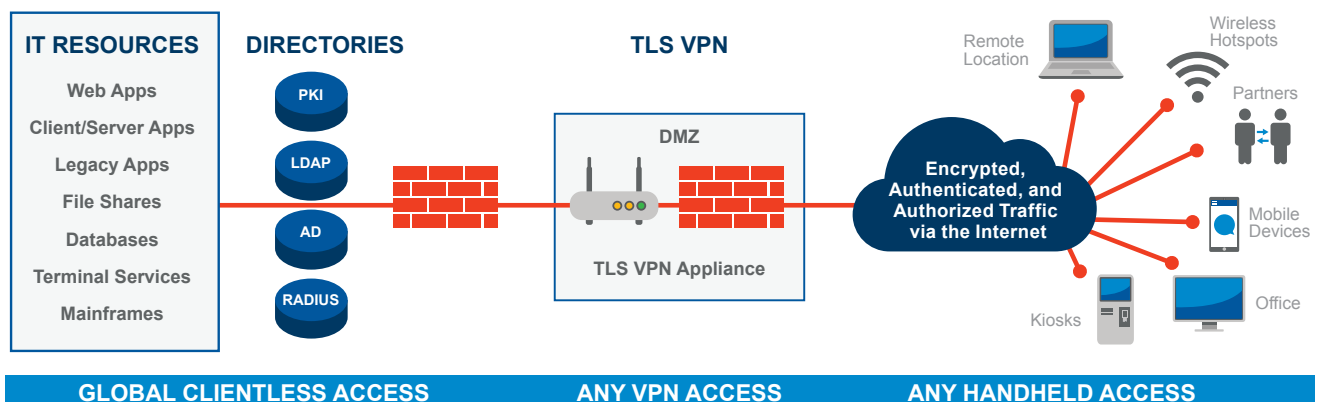 IT RESOURCES
Web Apps
Client/Server Apps
Legacy Apps
File Shares
Databases
Terminal Services
Mainframes
DIRECTORIES
PKI
LDAP
AD
RADIUS
TLS VPN
DMZ
TLS VPN Appliance
Encrypted,
Authenticated, and
Authorized Traffic
via the Internet
Remote
Location
Wireless
Hotspots
Partners
Mobile
Devices
Office
Kiosks
GLOBAL CLIENTLESS ACCESS
ANY VPN ACCESS
ANY HANDHELD ACCESS